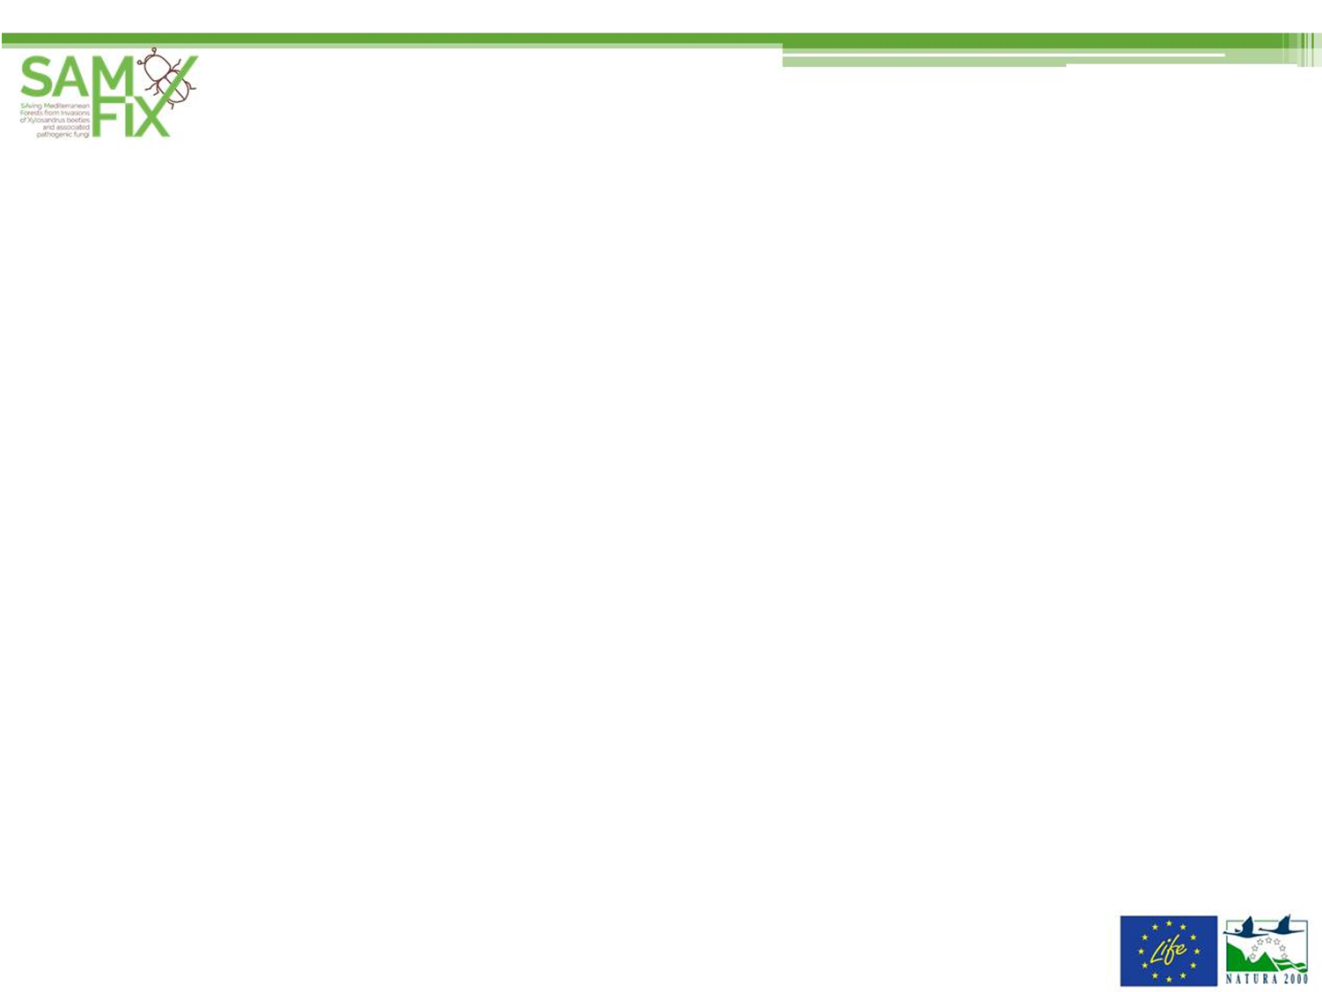 SAM
FIX
SAving Mediterranean
Forests from Invasions
of Xylosandrus beetles
and associated
pathogenic fungi
Life
NATURA 2000